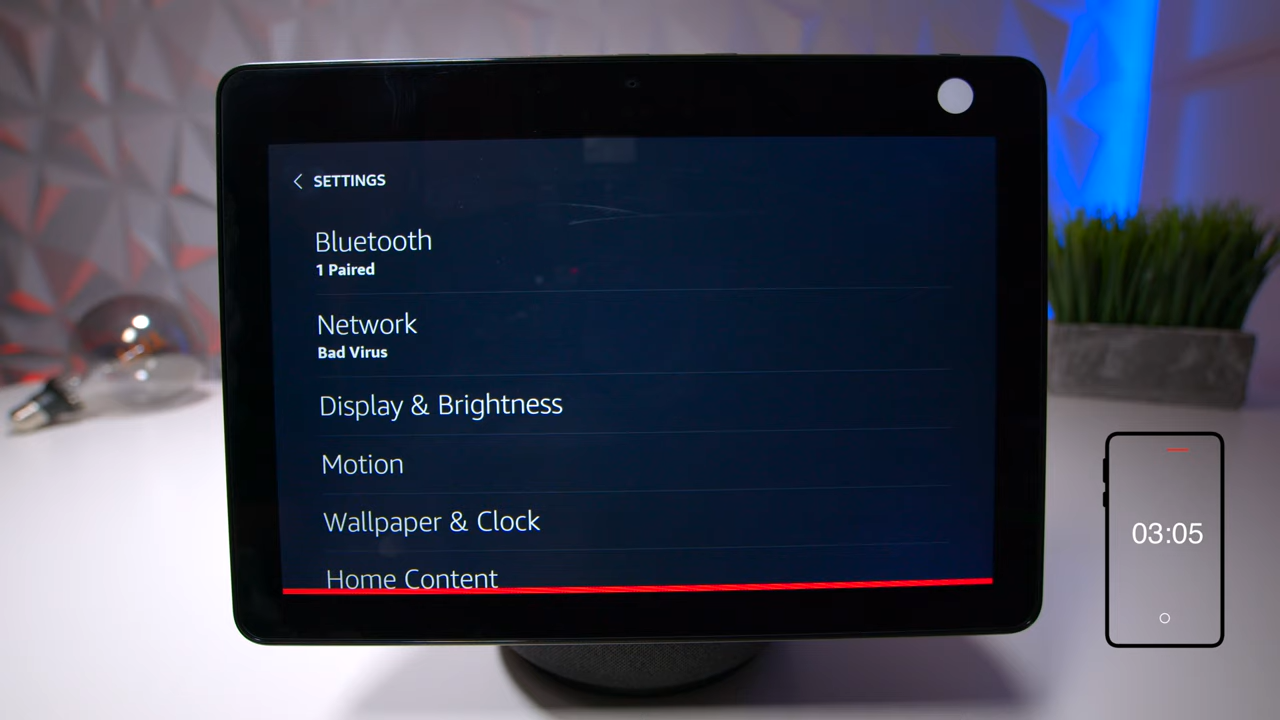 SETTINGS
Bluetooth
1 Paired
Network
Bad Virus
Display & Brightness
Motion
Wallpaper & Clock
Home Content
03:05